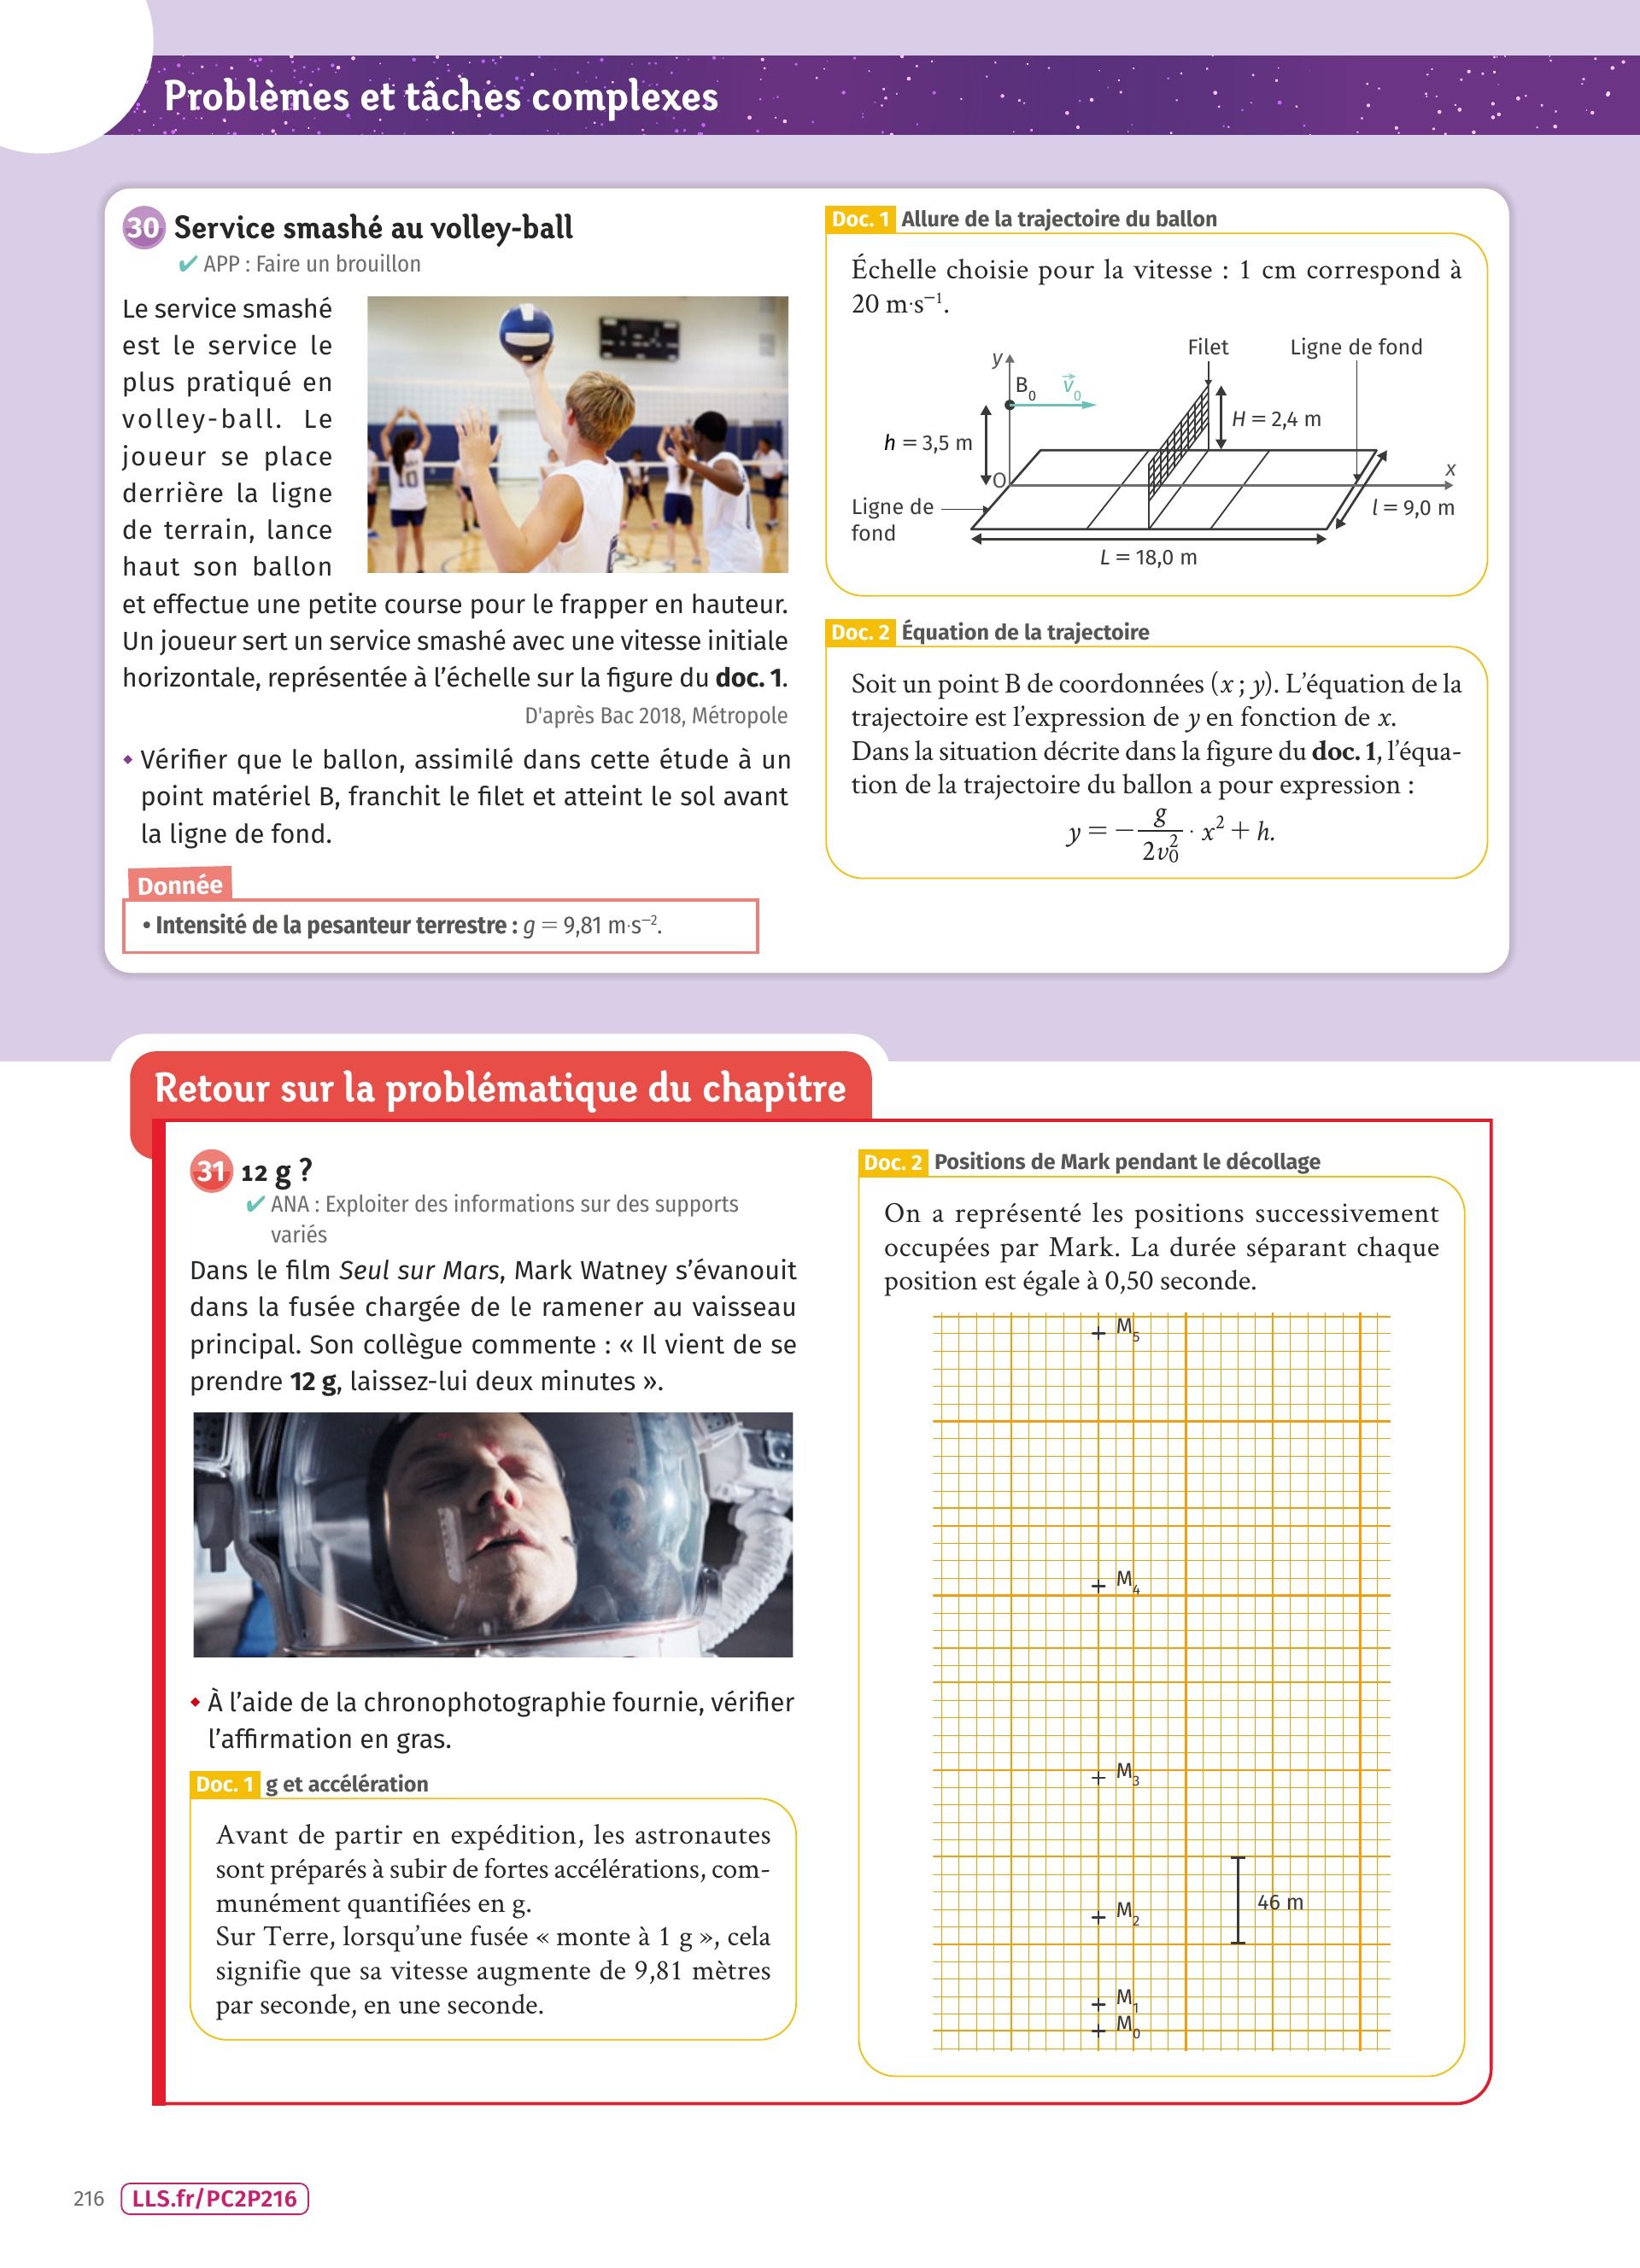 Problèmes et tâches complexes
30 Service smashé au volley-ball
✔ APP : Faire un brouillon
Le service smashé
est le service le
plus pratiqué en
volley-ball. Le
joueur se place
derrière la ligne
de terrain, lance
haut son ballon
et effectue une petite course pour le frapper en hauteur.
Un joueur sert un service smashé avec une vitesse initiale
horizontale, représentée à l'échelle sur la figure du doc. 1.
D'après Bac 2018, Métropole
• Vérifier que le ballon, assimilé dans cette étude à un
point matériel B, franchit le filet et atteint le sol avant
la ligne de fond.
Donnée
• Intensité de la pesanteur terrestre : g = 9,81 m·s⁻².
Doc. 1 Allure de la trajectoire du ballon
Échelle choisie pour la vitesse : 1 cm correspond à
20 m·s⁻¹.
Filet
Ligne de fond
y
B₀
v⃗₀
H = 2,4 m
h = 3,5 m
O
x
Ligne de
fond
l = 9,0 m
L = 18,0 m
Doc. 2 Équation de la trajectoire
Soit un point B de coordonnées (x ; y). L'équation de la
trajectoire est l'expression de y en fonction de x.
Dans la situation décrite dans la figure du doc. 1, l'équa-
tion de la trajectoire du ballon a pour expression :
y = − g / 2v₀² · x² + h.
Retour sur la problématique du chapitre
31 12 g ?
✔ ANA : Exploiter des informations sur des supports
variés
Dans le film Seul sur Mars, Mark Watney s'évanouit
dans la fusée chargée de le ramener au vaisseau
principal. Son collègue commente : « Il vient de se
prendre 12 g, laissez-lui deux minutes ».
• À l'aide de la chronophotographie fournie, vérifier
l'affirmation en gras.
Doc. 1 g et accélération
Avant de partir en expédition, les astronautes
sont préparés à subir de fortes accélérations, com-
munément quantifiées en g.
Sur Terre, lorsqu'une fusée « monte à 1 g », cela
signifie que sa vitesse augmente de 9,81 mètres
par seconde, en une seconde.
Doc. 2 Positions de Mark pendant le décollage
On a représenté les positions successivement
occupées par Mark. La durée séparant chaque
position est égale à 0,50 seconde.
M₅
M₄
M₃
46 m
M₂
M₁
M₀
216 LLS.fr/PC2P216